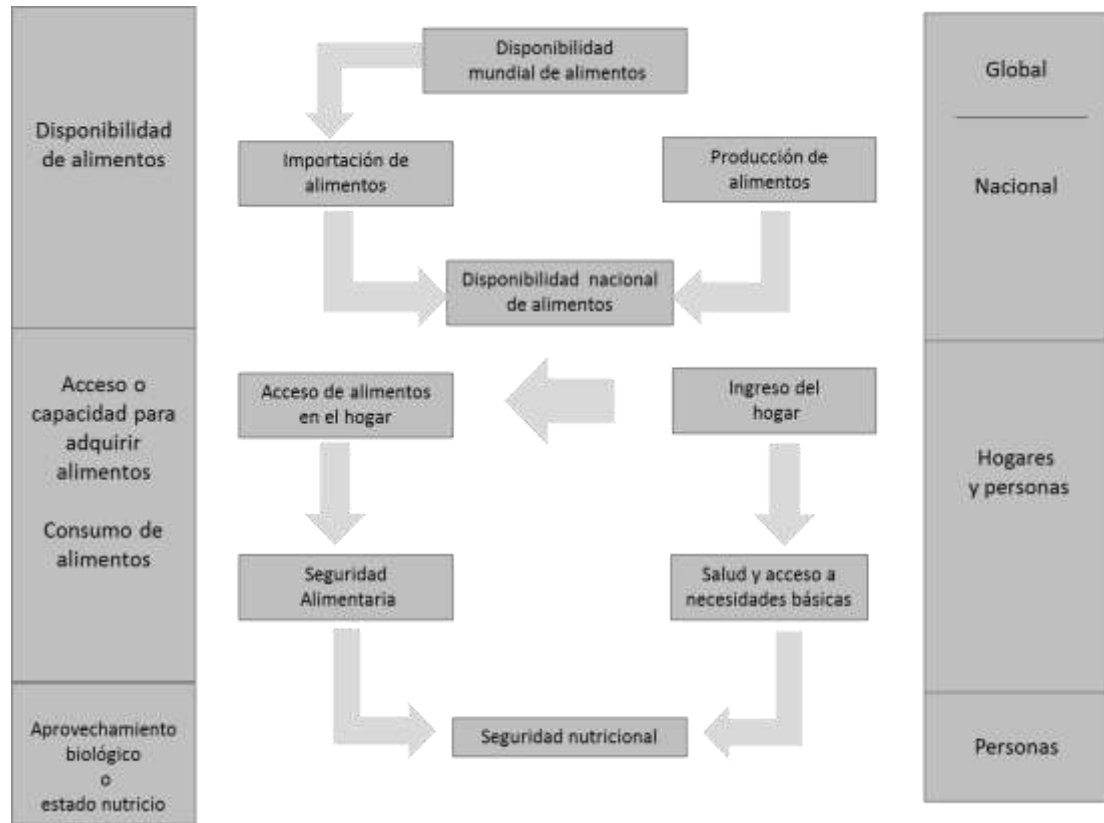 Disponibilidad
mundial de alimentos
Global
Disponibilidad
de alimentos
Importación de
alimentos
Producción de
alimentos
Nacional
Disponibilidad nacional
de alimentos
Acceso o
capacidad para
adquirir
alimentos
Consumo de
alimentos
Acceso de alimentos
en el hogar
Ingreso del
hogar
Hogares
y personas
Seguridad
Alimentaria
Salud y acceso a
necesidades básicas
Aprovechamiento
biológico
o
estado nutricio
Seguridad nutricional
Personas